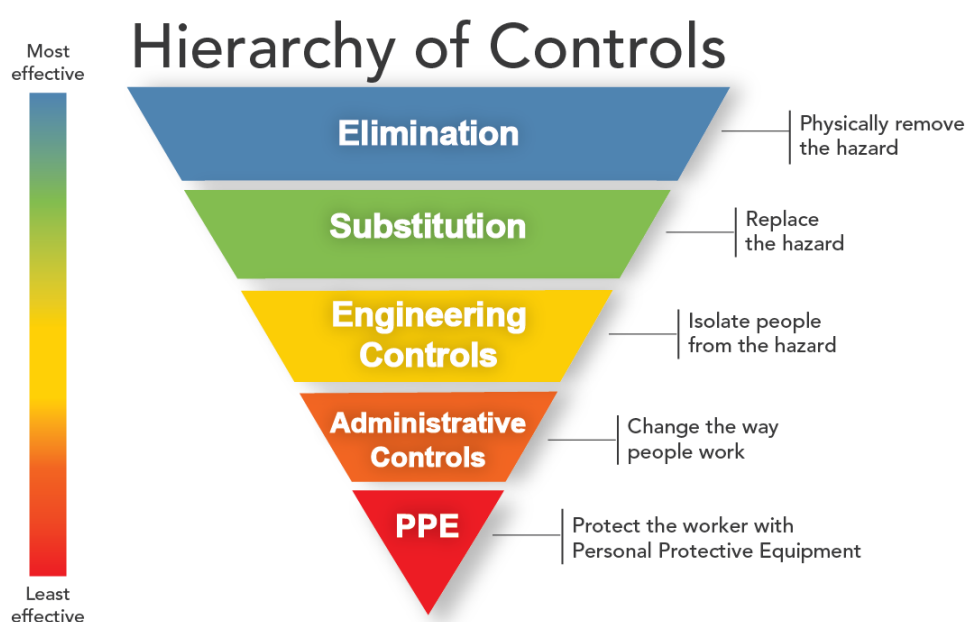 Hierarchy of Controls
Most
effective
Elimination
Physically remove
the hazard
Substitution
Replace
the hazard
Engineering
Controls
Isolate people
from the hazard
Administrative
Controls
Change the way
people work
PPE
Protect the worker with
Personal Protective Equipment
Least
effective